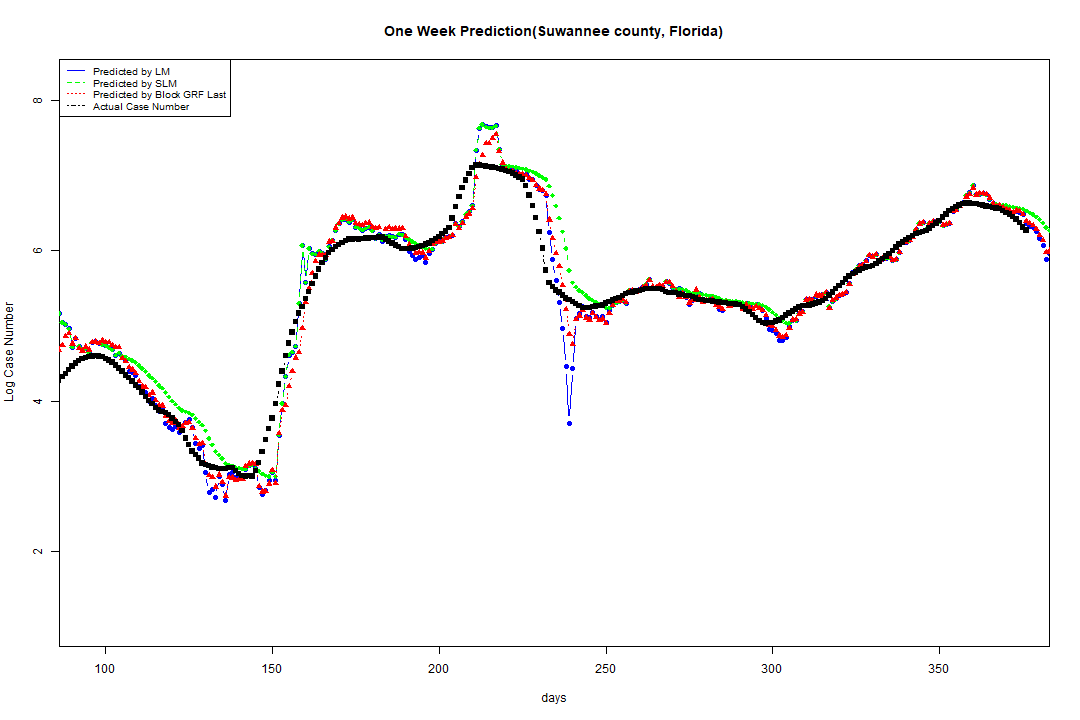 One Week Prediction(Suwannee county, Florida)
Predicted by LM
Predicted by SLM
Predicted by Block GRF Last
Actual Case Number
8
6
4
2
Log Case Number
100 150 200 250 300 350
days